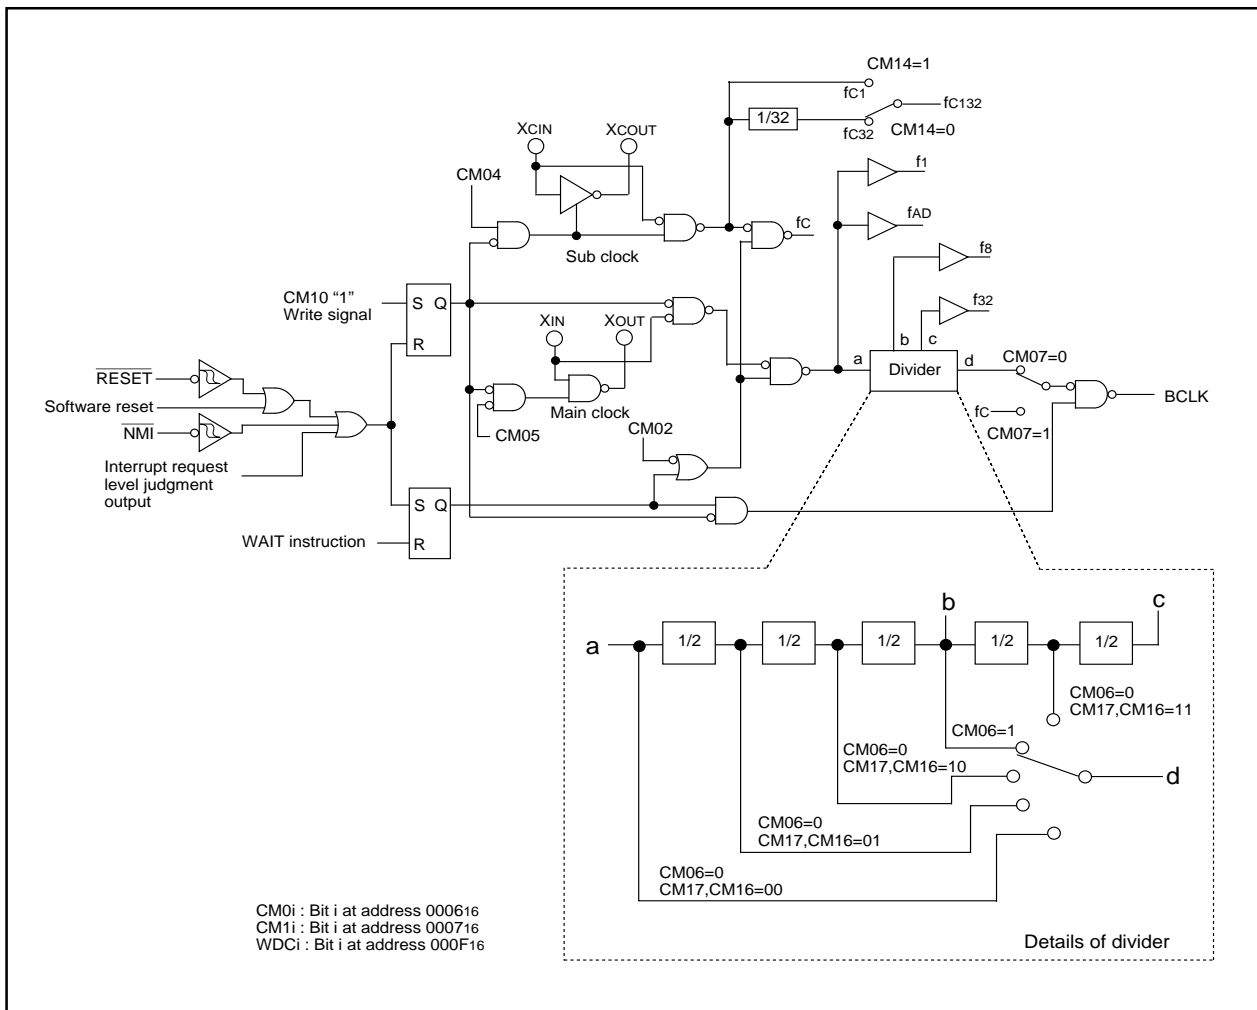 CM14=1
fC1
fC132
1/32
fC32
CM14=0
XCIN
XCOUT
f1
CM04
fAD
fC
Sub clock
f8
CM10 “1”
Write signal
S Q
R
f32
XIN
XOUT
b
c
a
Divider
d
CM07=0
RESET
BCLK
Software reset
Main clock
fC
NMI
CM05
CM02
CM07=1
Interrupt request
level judgment
output
S Q
R
WAIT instruction
b
c
a
1/2
1/2
1/2
1/2
1/2
CM06=0
CM17,CM16=11
CM06=1
CM06=0
CM17,CM16=10
d
CM06=0
CM17,CM16=01
CM06=0
CM17,CM16=00
CM0i : Bit i at address 000616
CM1i : Bit i at address 000716
WDCi : Bit i at address 000F16
Details of divider